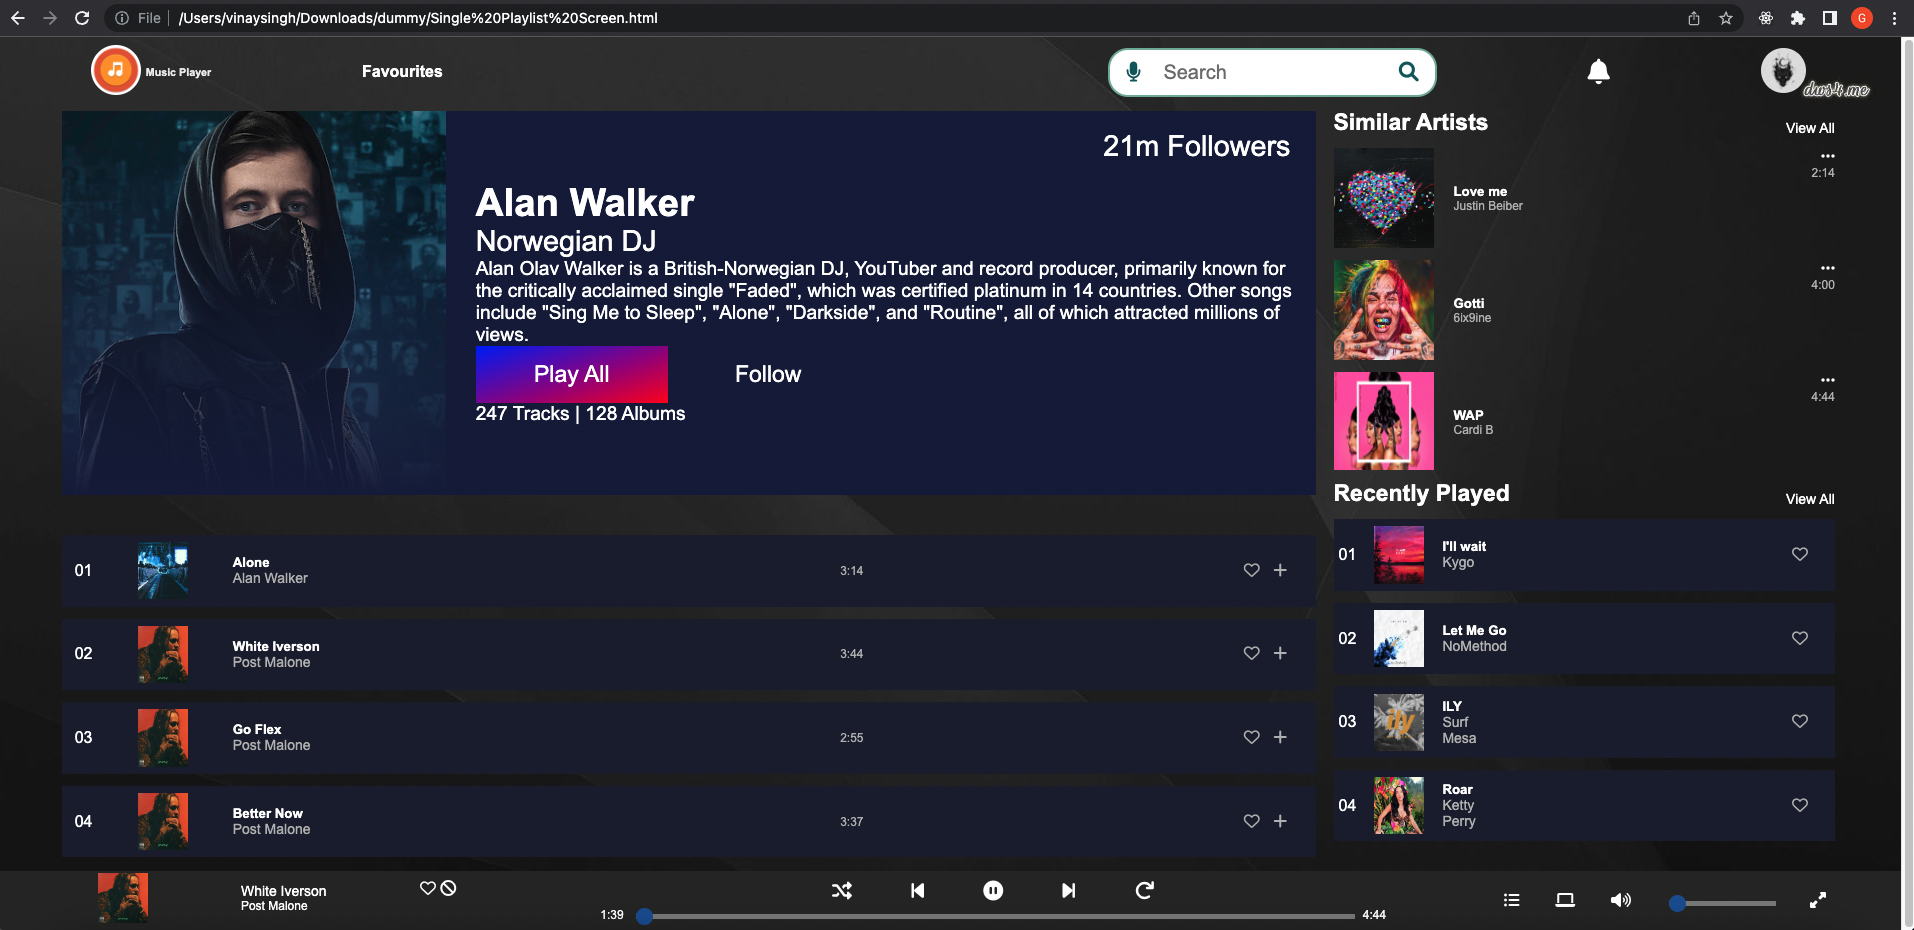 File
/Users/vinaysingh/Downloads/dummy/Single%20Playlist%20Screen.html
G
Music Player
Favourites
Search
dws4.me
21m Followers
Alan Walker
Norwegian DJ
Alan Olav Walker is a British-Norwegian DJ, YouTuber and record producer, primarily known for
the critically acclaimed single "Faded", which was certified platinum in 14 countries. Other songs
include "Sing Me to Sleep", "Alone", "Darkside", and "Routine", all of which attracted millions of
views.
Play All
Follow
247 Tracks | 128 Albums
Similar Artists
View All
Love me
Justin Beiber
2:14
Gotti
6ix9ine
4:00
WAP
Cardi B
4:44
Recently Played
View All
01
I'll wait
Kygo
02
Let Me Go
NoMethod
03
ily
ILY
Surf
Mesa
04
Roar
Ketty
Perry
01
Alone
Alan Walker
3:14
02
White Iverson
Post Malone
3:44
03
Go Flex
Post Malone
2:55
04
Better Now
Post Malone
3:37
White Iverson
Post Malone
1:39
4:44